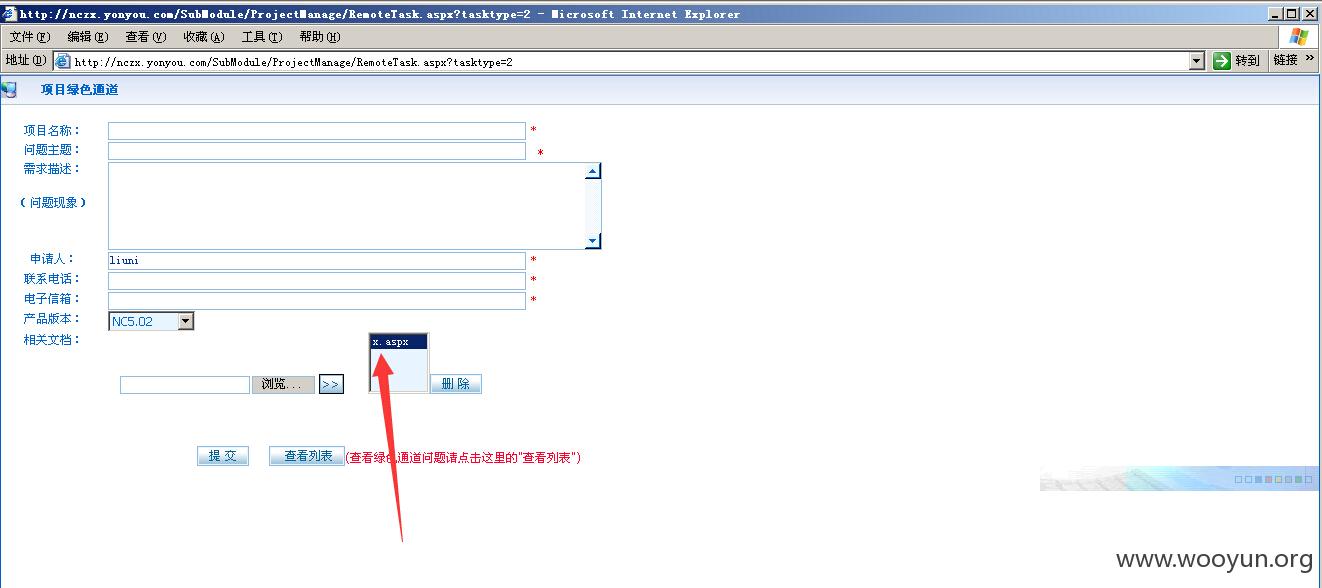 http://nczx.yonyou.com/SubModule/ProjectManage/RemoteTask.aspx?tasktype=2 - Microsoft Internet Explorer
文件(F) 编辑(E) 查看(V) 收藏(A) 工具(T) 帮助(H)
地址(D) http://nczx.yonyou.com/SubModule/ProjectManage/RemoteTask.aspx?tasktype=2 转到 链接 »
项目绿色通道
项目名称： *
问题主题： *
需求描述：
（问题现象）
申请人： liuni *
联系电话： *
电子信箱： *
产品版本： NC5.02
相关文档：
x.aspx
浏览... >> 删 除
提 交 查看列表 (查看绿色通道问题请点击这里的"查看列表")
www.wooyun.org